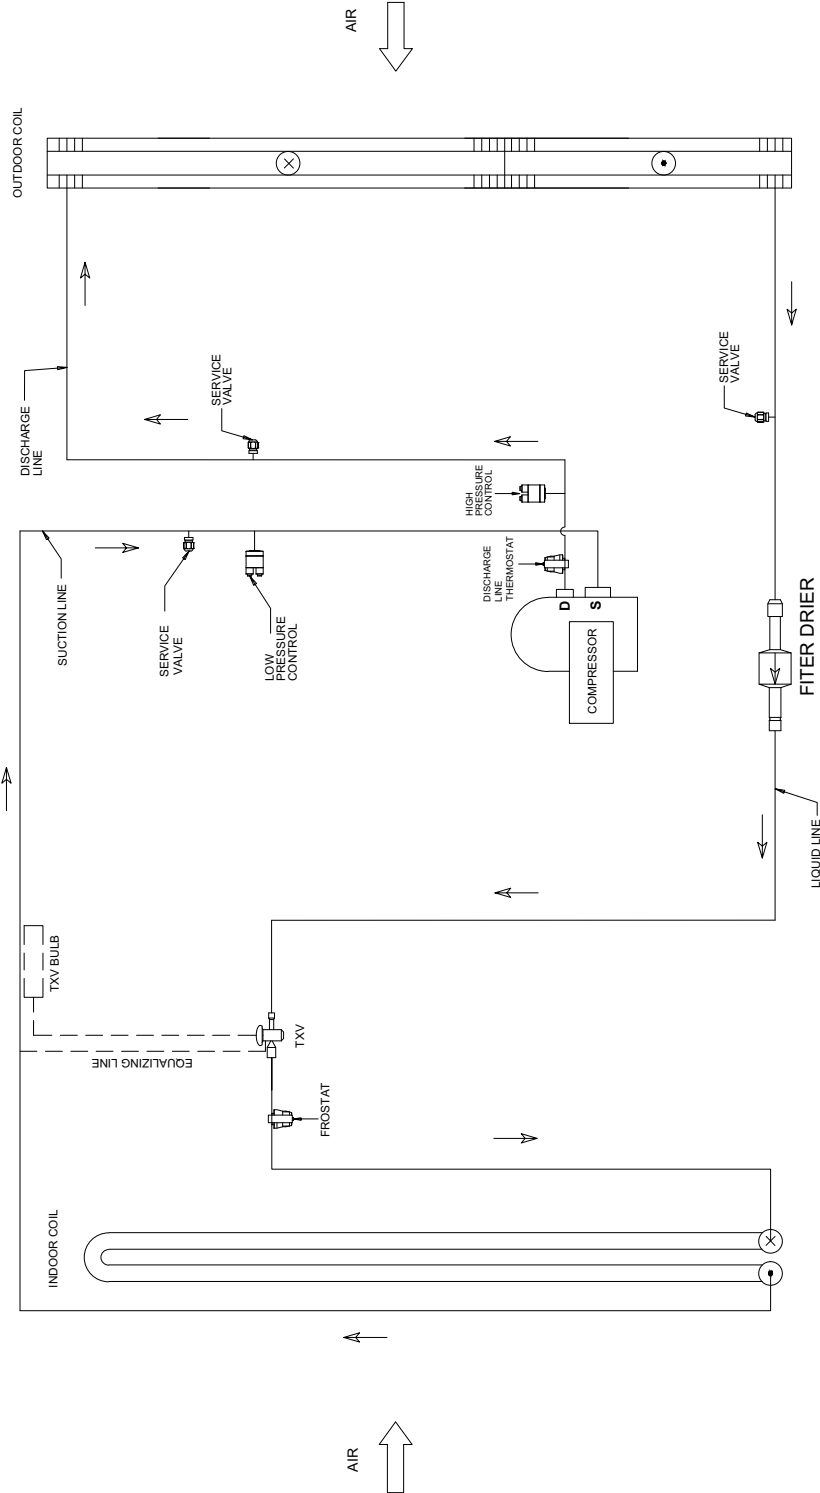 AIR
OUTDOOR COIL
DISCHARGE
LINE
SERVICE
VALVE
SERVICE
VALVE
HIGH
PRESSURE
CONTROL
SUCTION LINE
SERVICE
VALVE
LOW
PRESSURE
CONTROL
DISCHARGE
LINE
THERMOSTAT
D
S
COMPRESSOR
FITER DRIER
LIQUID LINE
TXV BULB
EQUALIZING LINE
TXV
FROSTAT
INDOOR COIL
AIR